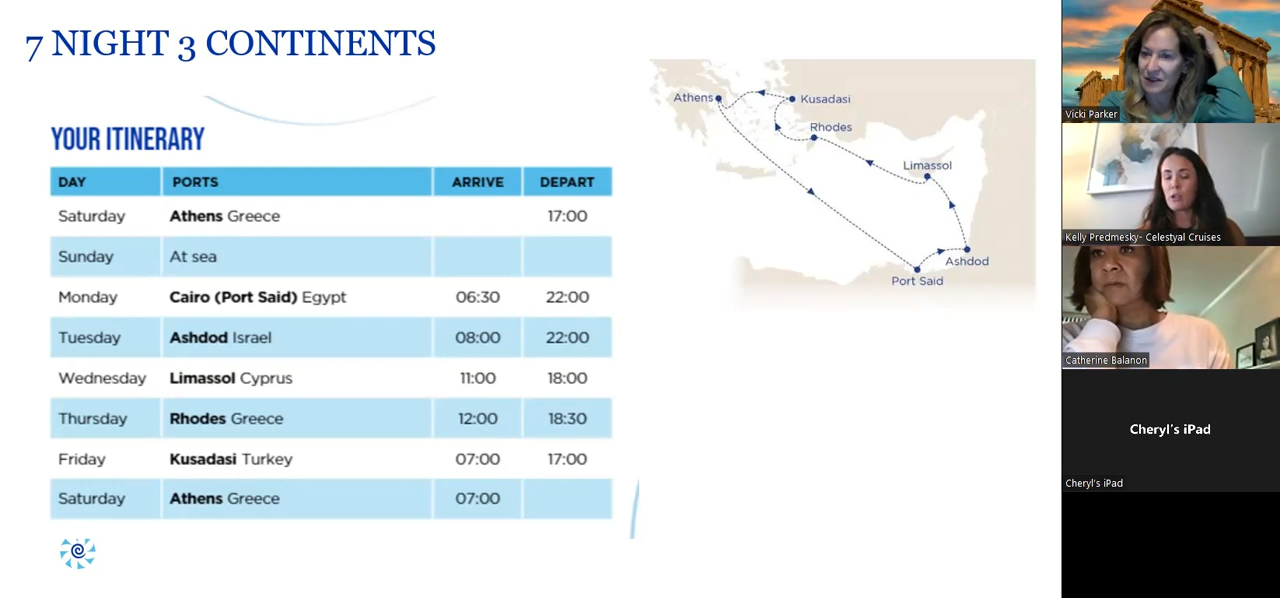 7 NIGHT 3 CONTINENTS
YOUR ITINERARY
DAY PORTS ARRIVE DEPART
Saturday Athens Greece 17:00
Sunday At sea
Monday Cairo (Port Said) Egypt 06:30 22:00
Tuesday Ashdod Israel 08:00 22:00
Wednesday Limassol Cyprus 11:00 18:00
Thursday Rhodes Greece 12:00 18:30
Friday Kusadasi Turkey 07:00 17:00
Saturday Athens Greece 07:00
Athens
Kusadasi
Rhodes
Limassol
Ashdod
Port Said
Vicki Parker
Kelly Predmesky- Celestyal Cruises
Catherine Balanon
Cheryl's iPad
Cheryl's iPad